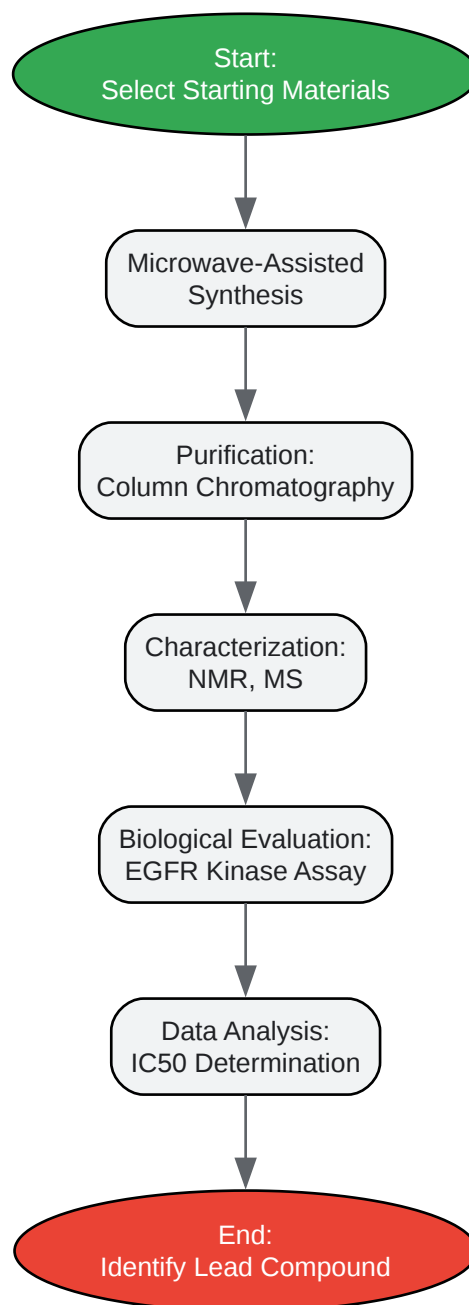 Start:
Select Starting Materials
Microwave-Assisted
Synthesis
Purification:
Column Chromatography
Characterization:
NMR, MS
Biological Evaluation:
EGFR Kinase Assay
Data Analysis:
IC50 Determination
End:
Identify Lead Compound